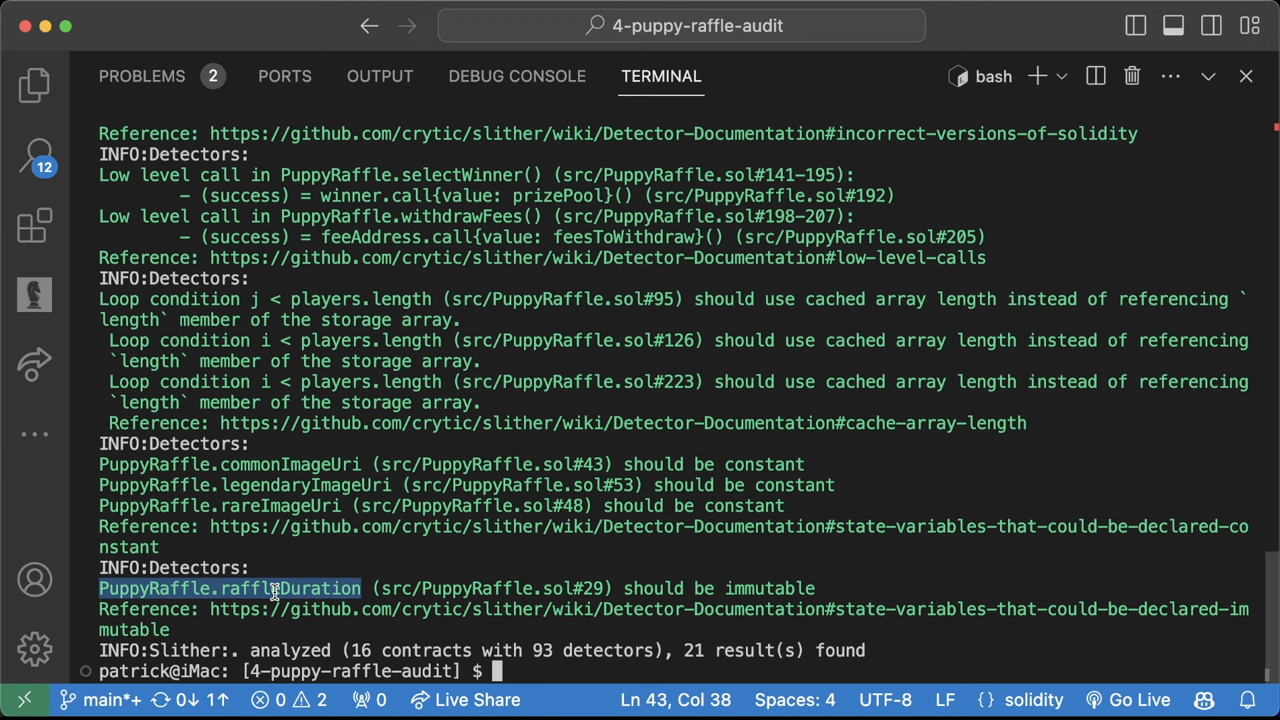 4-puppy-raffle-audit
PROBLEMS 2 PORTS OUTPUT DEBUG CONSOLE TERMINAL bash
12
Reference: https://github.com/crytic/slither/wiki/Detector-Documentation#incorrect-versions-of-solidity
INFO:Detectors:
Low level call in PuppyRaffle.selectWinner() (src/PuppyRaffle.sol#141-195):
- (success) = winner.call{value: prizePool}() (src/PuppyRaffle.sol#192)
Low level call in PuppyRaffle.withdrawFees() (src/PuppyRaffle.sol#198-207):
- (success) = feeAddress.call{value: feesToWithdraw}() (src/PuppyRaffle.sol#205)
Reference: https://github.com/crytic/slither/wiki/Detector-Documentation#low-level-calls
INFO:Detectors:
Loop condition j < players.length (src/PuppyRaffle.sol#95) should use cached array length instead of referencing `
length` member of the storage array.
Loop condition i < players.length (src/PuppyRaffle.sol#126) should use cached array length instead of referencing
`length` member of the storage array.
Loop condition i < players.length (src/PuppyRaffle.sol#223) should use cached array length instead of referencing
`length` member of the storage array.
Reference: https://github.com/crytic/slither/wiki/Detector-Documentation#cache-array-length
INFO:Detectors:
PuppyRaffle.commonImageUri (src/PuppyRaffle.sol#43) should be constant
PuppyRaffle.legendaryImageUri (src/PuppyRaffle.sol#53) should be constant
PuppyRaffle.rareImageUri (src/PuppyRaffle.sol#48) should be constant
Reference: https://github.com/crytic/slither/wiki/Detector-Documentation#state-variables-that-could-be-declared-co
nstant
INFO:Detectors:
PuppyRaffle.raffleDuration (src/PuppyRaffle.sol#29) should be immutable
Reference: https://github.com/crytic/slither/wiki/Detector-Documentation#state-variables-that-could-be-declared-im
mutable
INFO:Slither:. analyzed (16 contracts with 93 detectors), 21 result(s) found
patrick@iMac: [4-puppy-raffle-audit] $
main*+ 0↓ 1↑ 0 2 0 Live Share Ln 43, Col 38 Spaces: 4 UTF-8 LF {} solidity Go Live